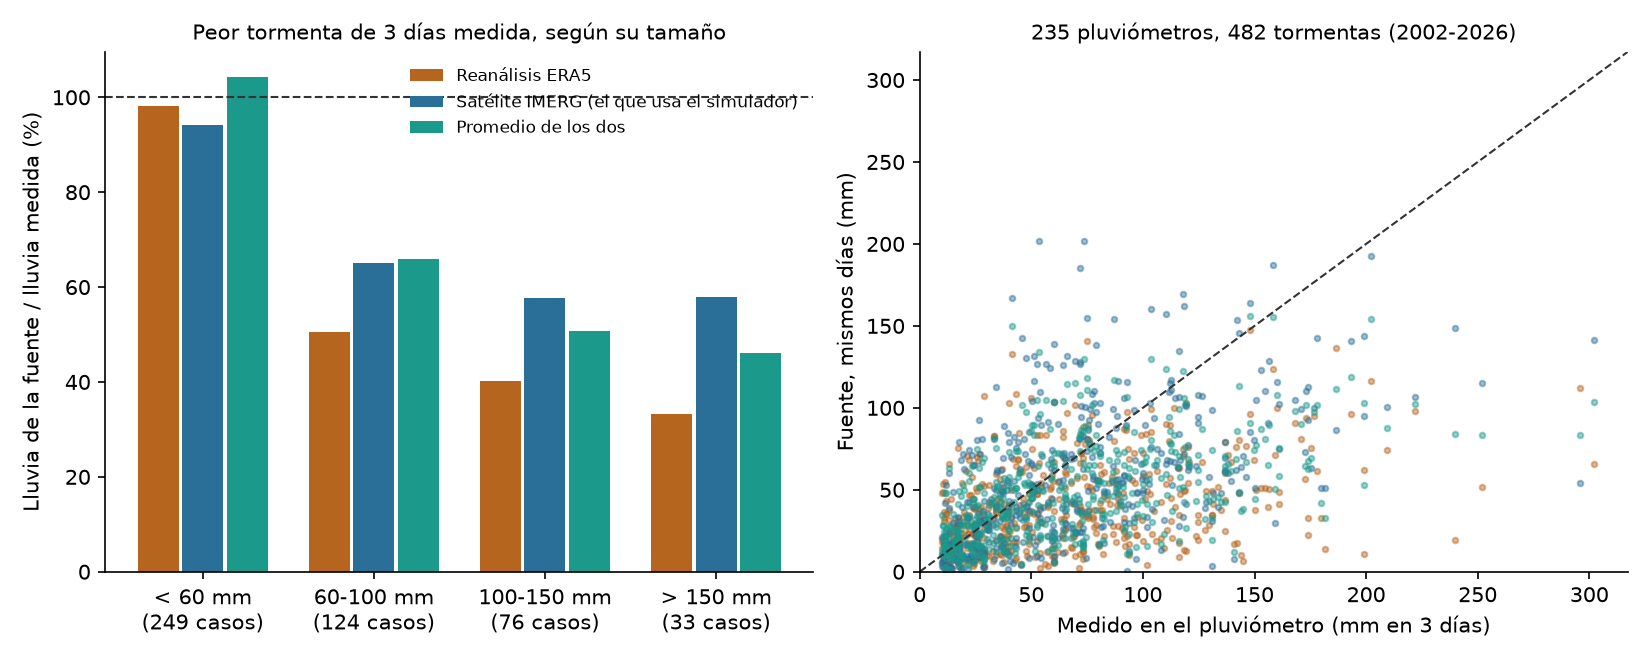 Peor tormenta de 3 días medida, según su tamaño
Lluvia de la fuente / lluvia medida (%)
100
80
60
40
20
0
Reanálisis ERA5
Satélite IMERG (el que usa el simulador)
Promedio de los dos
< 60 mm
(249 casos)
60-100 mm
(124 casos)
100-150 mm
(76 casos)
> 150 mm
(33 casos)
235 pluviómetros, 482 tormentas (2002-2026)
Fuente, mismos días (mm)
300
250
200
150
100
50
0
0
50
100
150
200
250
300
Medido en el pluviómetro (mm en 3 días)